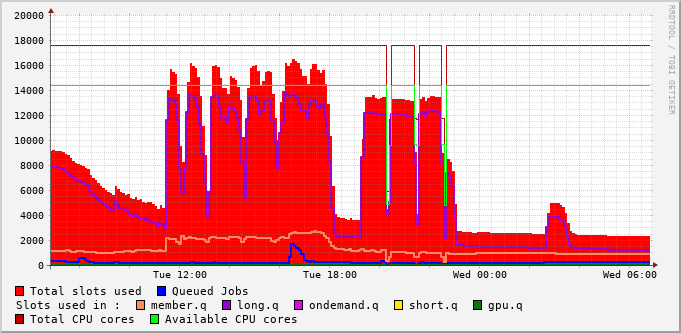 20000
18000
16000
14000
12000
10000
8000
6000
4000
2000
0
Tue 12:00 Tue 18:00 Wed 00:00 Wed 06:00
Total slots used Queued Jobs
Slots used in : member.q long.q ondemand.q short.q gpu.q
Total CPU cores Available CPU cores
RRDTOOL / TOBI OETIKER